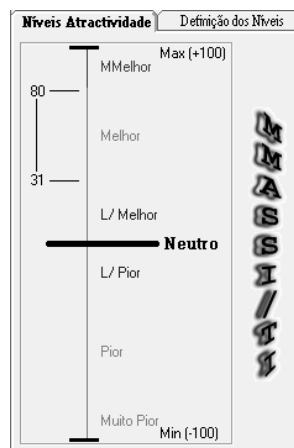 Níveis Atractividade
Definição dos Níveis
Max (+100)
MMelhor
80
Melhor
31
L/ Melhor
Neutro
L/ Pior
Pior
Muito Pior
Min (-100)
MMASSI/TI